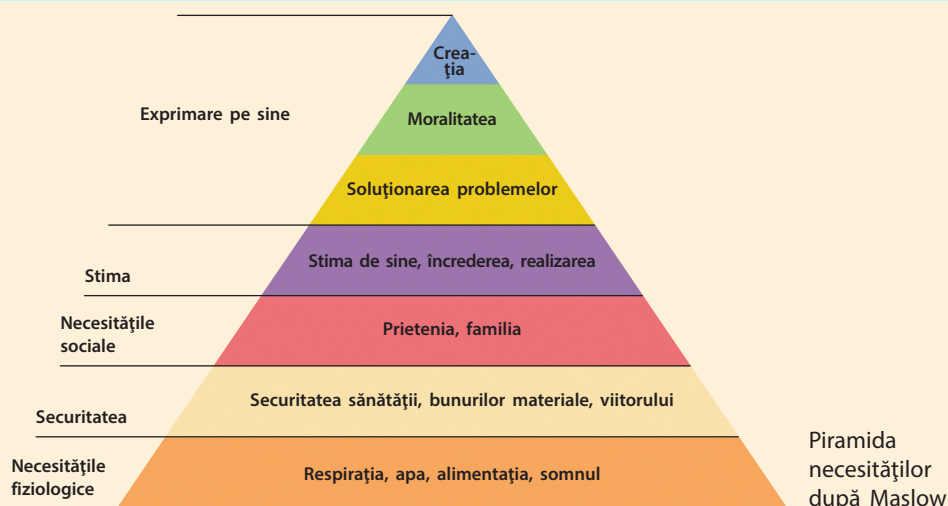 Crea-
ţia
Exprimare pe sine
Moralitatea
Soluţionarea problemelor
Stima de sine, încrederea, realizarea
Stima
Necesităţile
sociale
Prietenia, familia
Securitatea sănătăţii, bunurilor materiale, viitorului
Securitatea
Necesităţile
fiziologice
Respiraţia, apa, alimentaţia, somnul
Piramida
necesităţilor
după Maslow